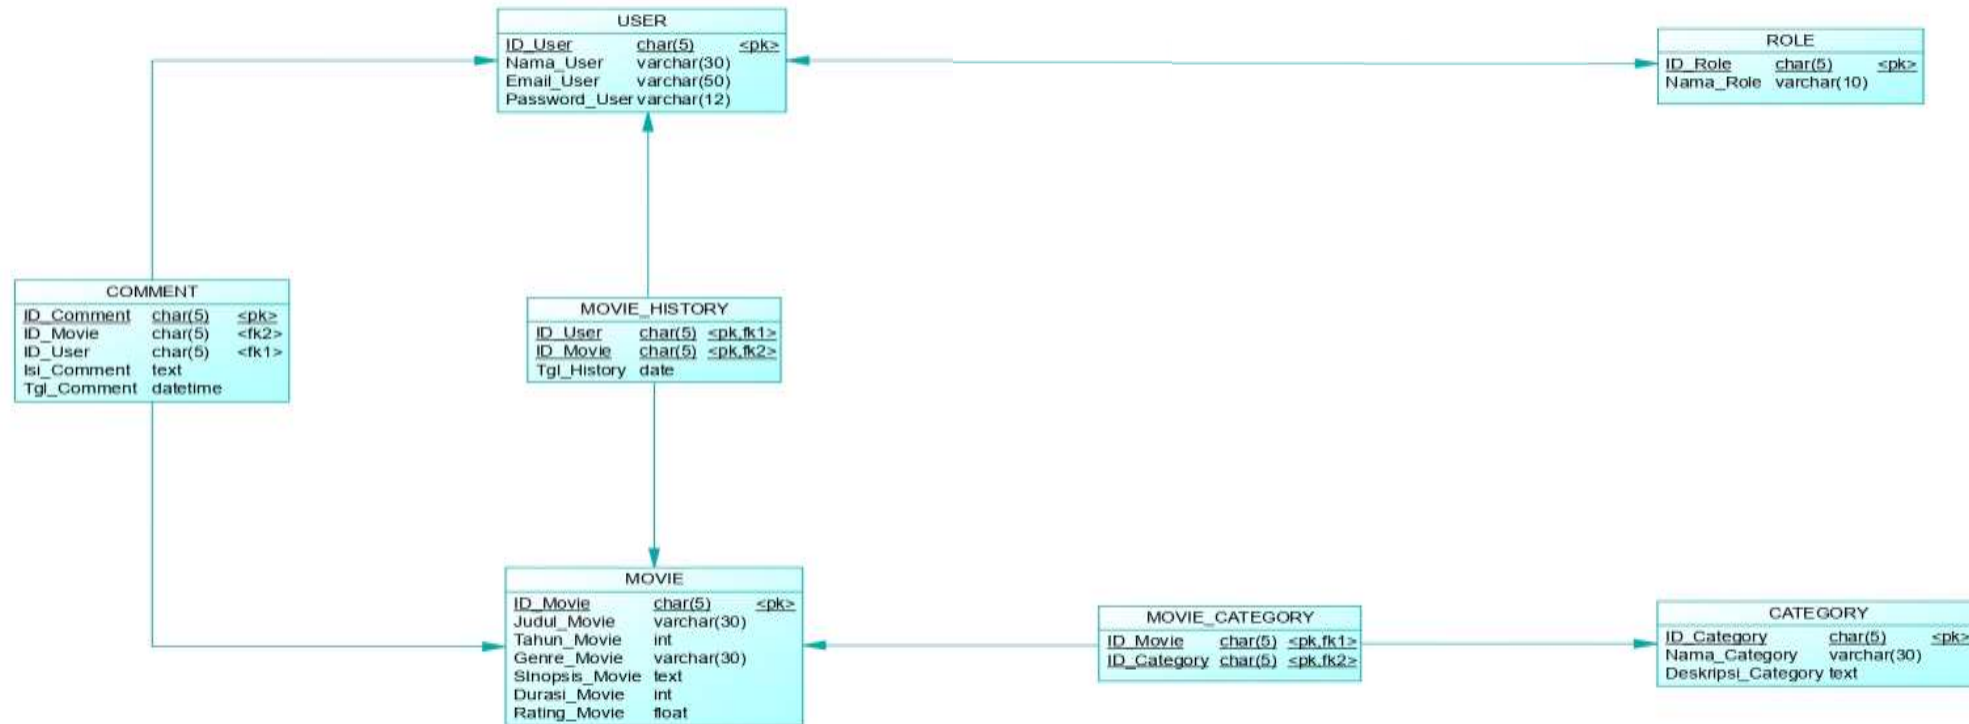 USER
ID_User char(5) <pk>
Nama_User varchar(30)
Email_User varchar(50)
Password_User varchar(12)
ROLE
ID_Role char(5) <pk>
Nama_Role varchar(10)
COMMENT
ID_Comment char(5) <pk>
ID_Movie char(5) <fk2>
ID_User char(5) <fk1>
Isi_Comment text
Tgl_Comment datetime
MOVIE_HISTORY
ID_User char(5) <pk,fk1>
ID_Movie char(5) <pk,fk2>
Tgl_History date
MOVIE
ID_Movie char(5) <pk>
Judul_Movie varchar(30)
Tahun_Movie int
Genre_Movie varchar(30)
SInopsis_Movie text
Durasi_Movie int
Rating_Movie float
MOVIE_CATEGORY
ID_Movie char(5) <pk,fk1>
ID_Category char(5) <pk,fk2>
CATEGORY
ID_Category char(5) <pk>
Nama_Category varchar(30)
Deskripsi_Category text